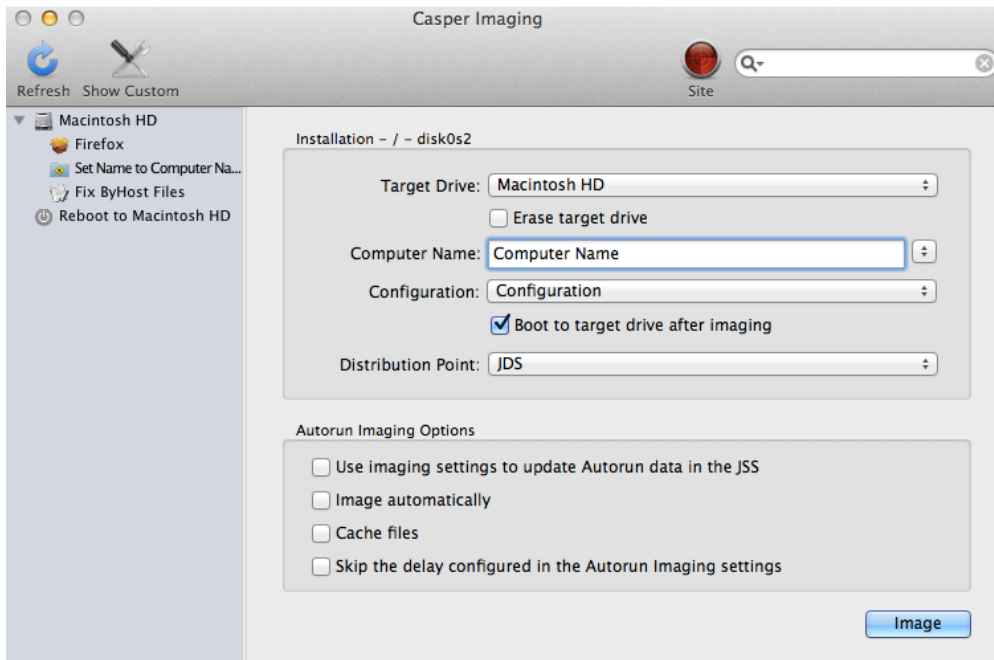 Casper Imaging
Refresh Show Custom
Site
Macintosh HD
Firefox
Set Name to Computer Na...
Fix ByHost Files
Reboot to Macintosh HD
Installation – / – disk0s2
Target Drive: Macintosh HD
Erase target drive
Computer Name: Computer Name
Configuration: Configuration
Boot to target drive after imaging
Distribution Point: JDS
Autorun Imaging Options
Use imaging settings to update Autorun data in the JSS
Image automatically
Cache files
Skip the delay configured in the Autorun Imaging settings
Image